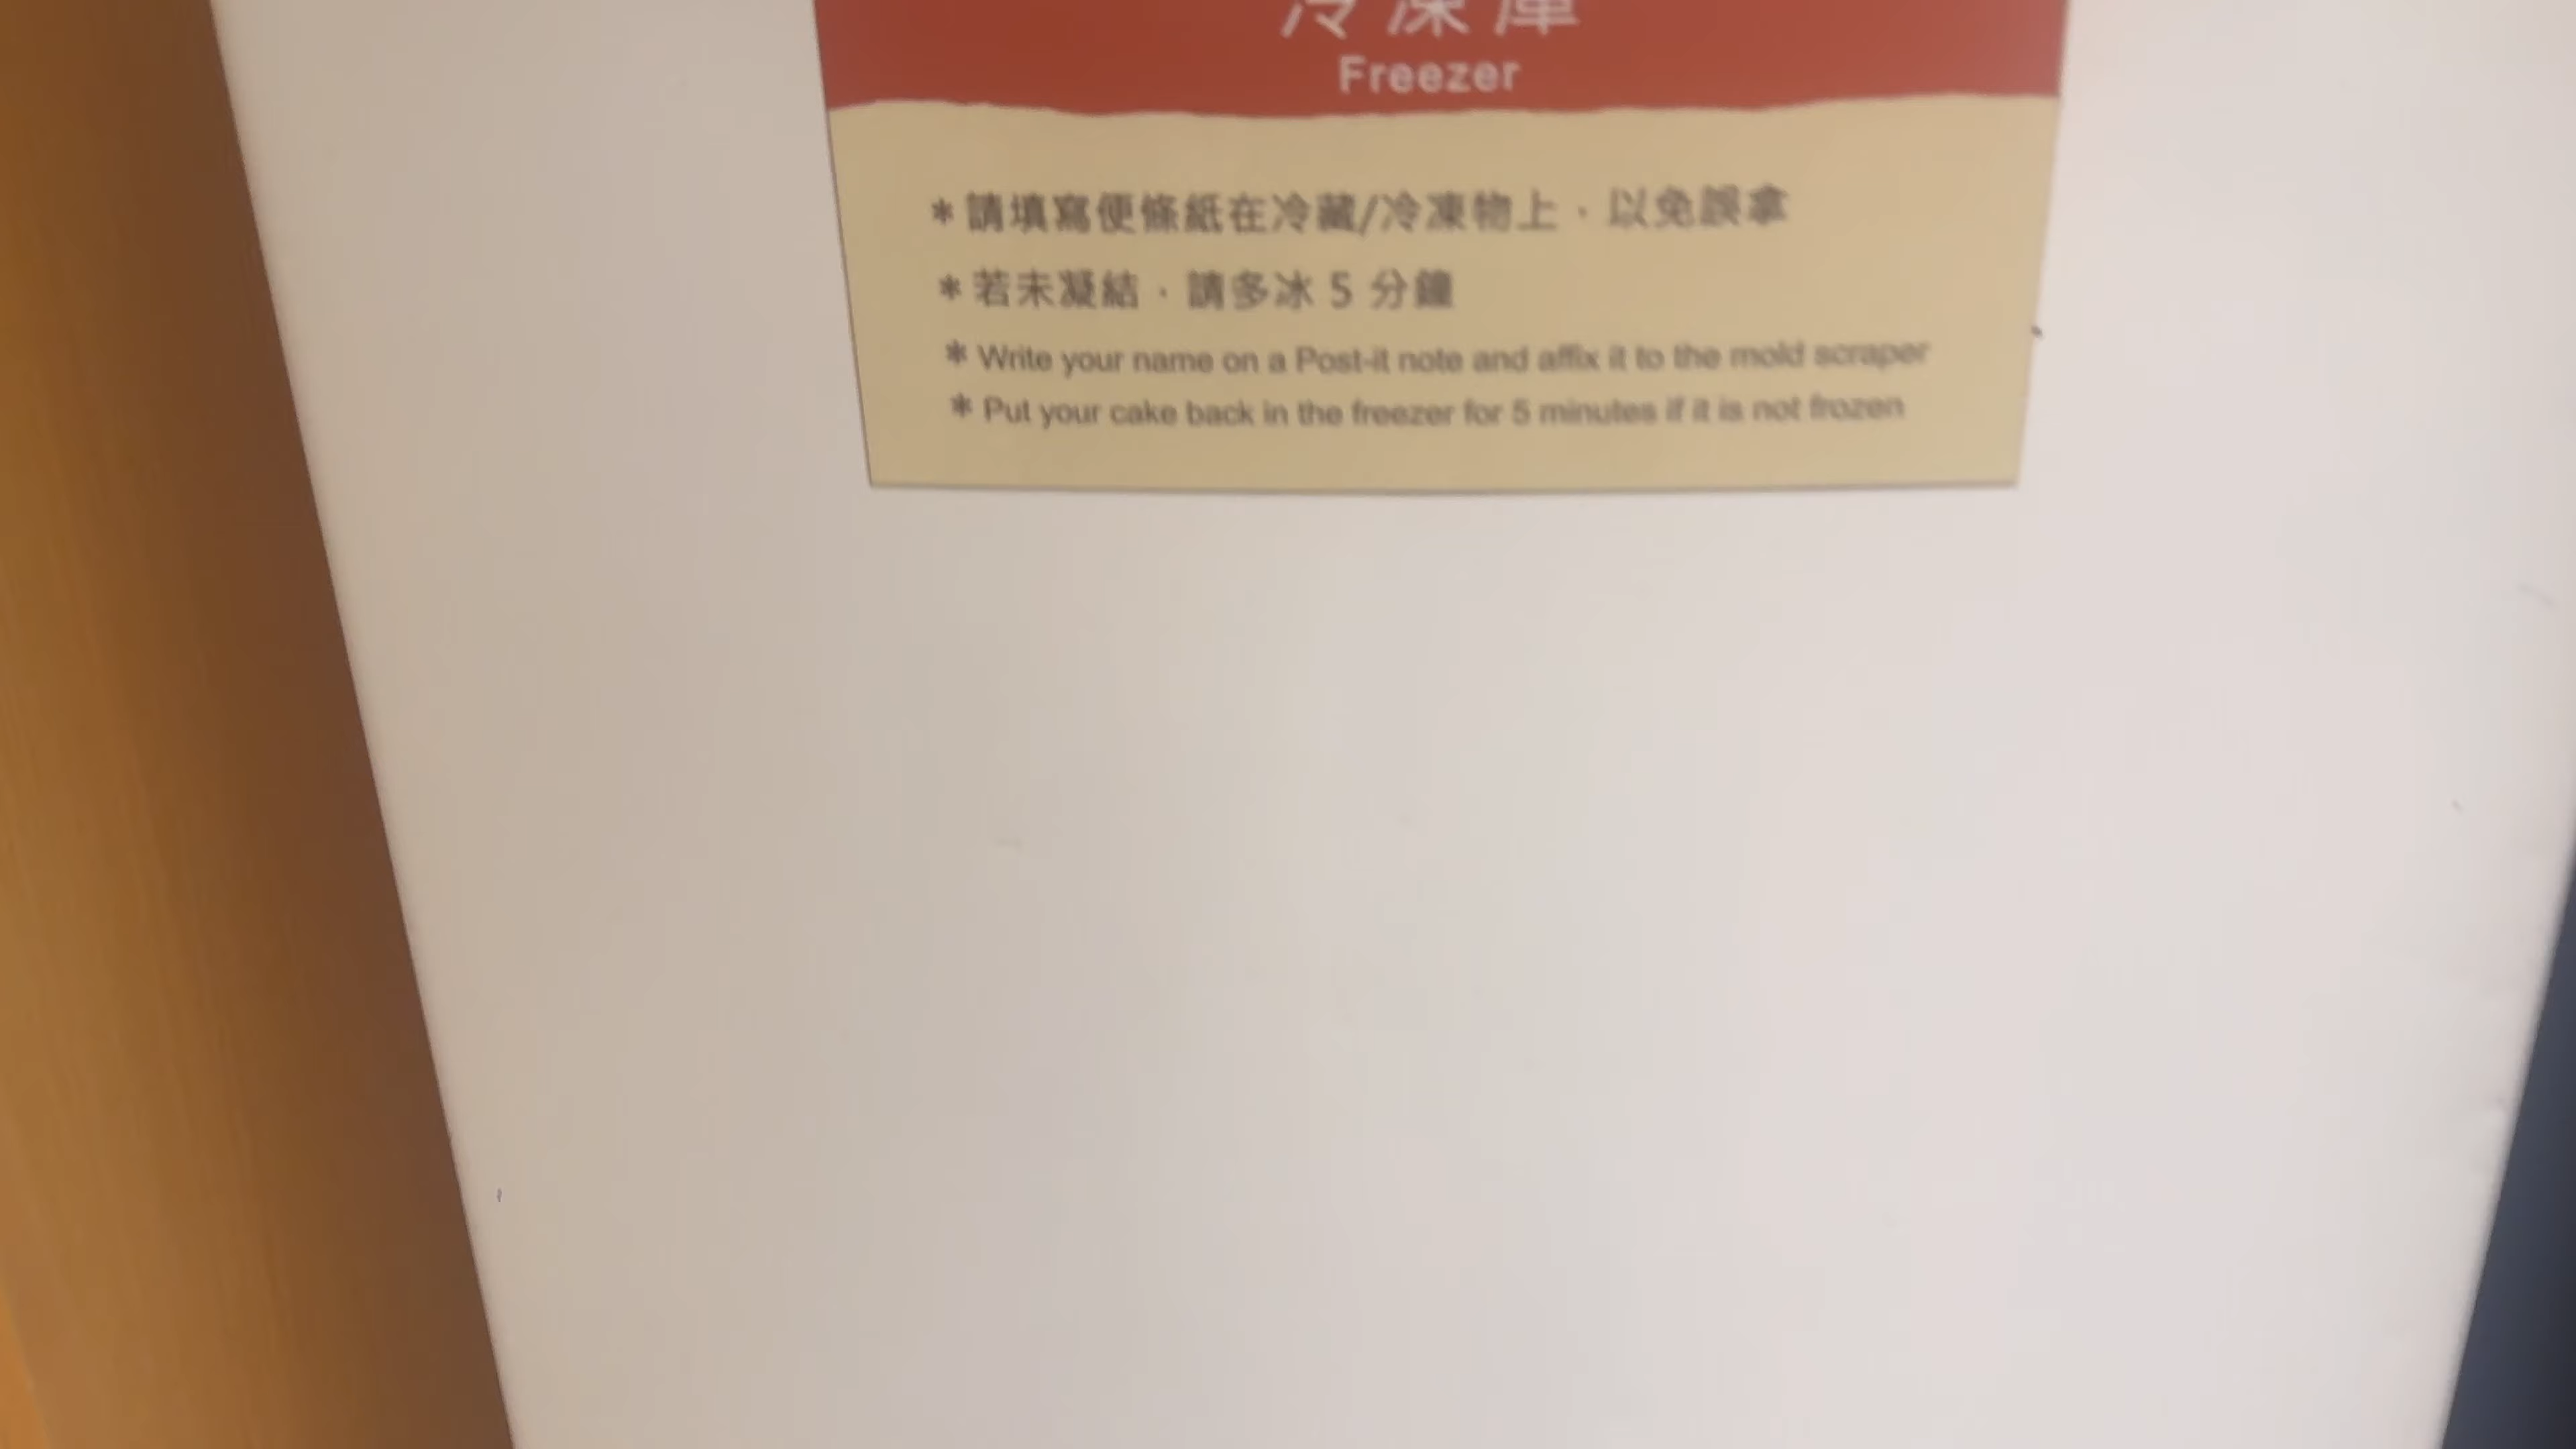 冷凍庫
Freezer
*請填寫便條紙在冷藏/冷凍物上，以免誤拿
*若未凝結，請多冰 5 分鐘
* Write your name on a Post-it note and affix it to the mold scraper
* Put your cake back in the freezer for 5 minutes if it is not frozen